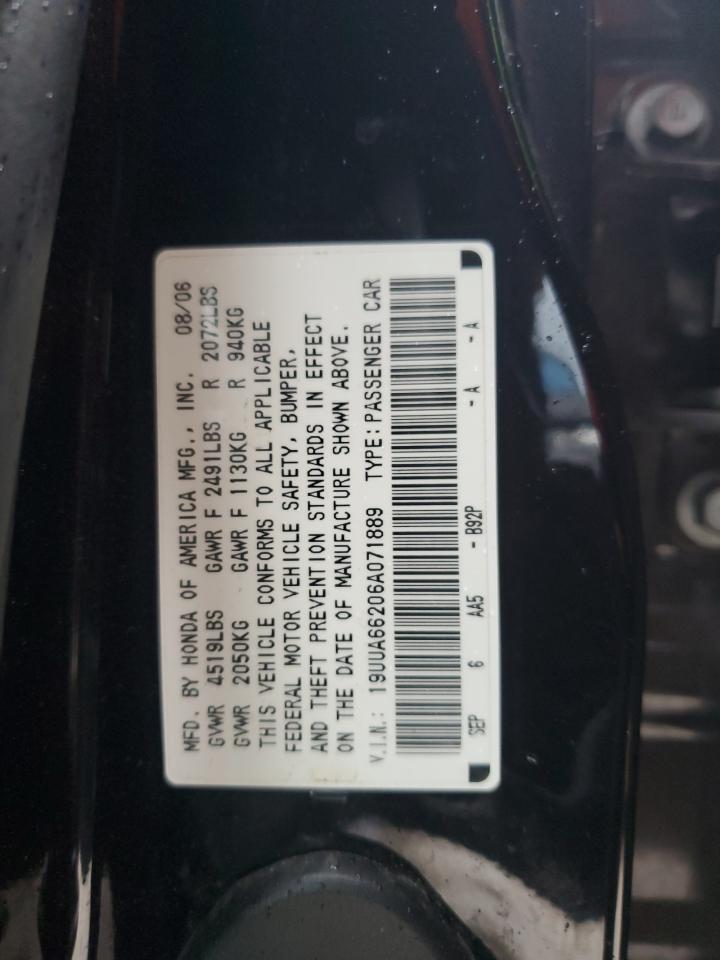 MFD. BY HONDA OF AMERICA MFG., INC. 08/06
GVWR 4519LBS GAWR F 2491LBS R 2072LBS
GVWR 2050KG GAWR F 1130KG R 940KG
THIS VEHICLE CONFORMS TO ALL APPLICABLE
FEDERAL MOTOR VEHICLE SAFETY, BUMPER,
AND THEFT PREVENTION STANDARDS IN EFFECT
ON THE DATE OF MANUFACTURE SHOWN ABOVE.
V.I.N.: 19UUA66206A071889 TYPE:PASSENGER CAR
SEP 6 AA5 - B92P - A - A